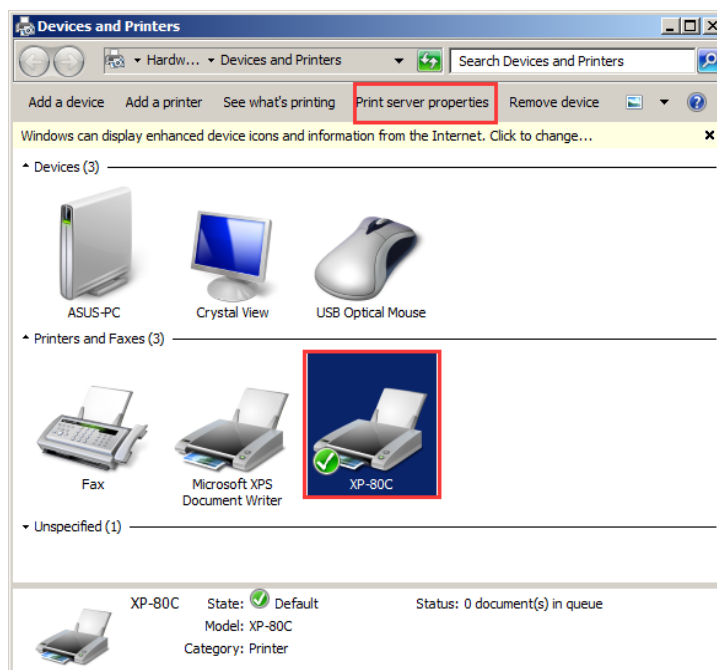 Devices and Printers
Hardw... Devices and Printers Search Devices and Printers
Add a device Add a printer See what's printing Print server properties Remove device
Windows can display enhanced device icons and information from the Internet. Click to change...
Devices (3)
ASUS-PC Crystal View USB Optical Mouse
Printers and Faxes (3)
Fax Microsoft XPS Document Writer XP-80C
Unspecified (1)
XP-80C State: Default Status: 0 document(s) in queue
Model: XP-80C
Category: Printer